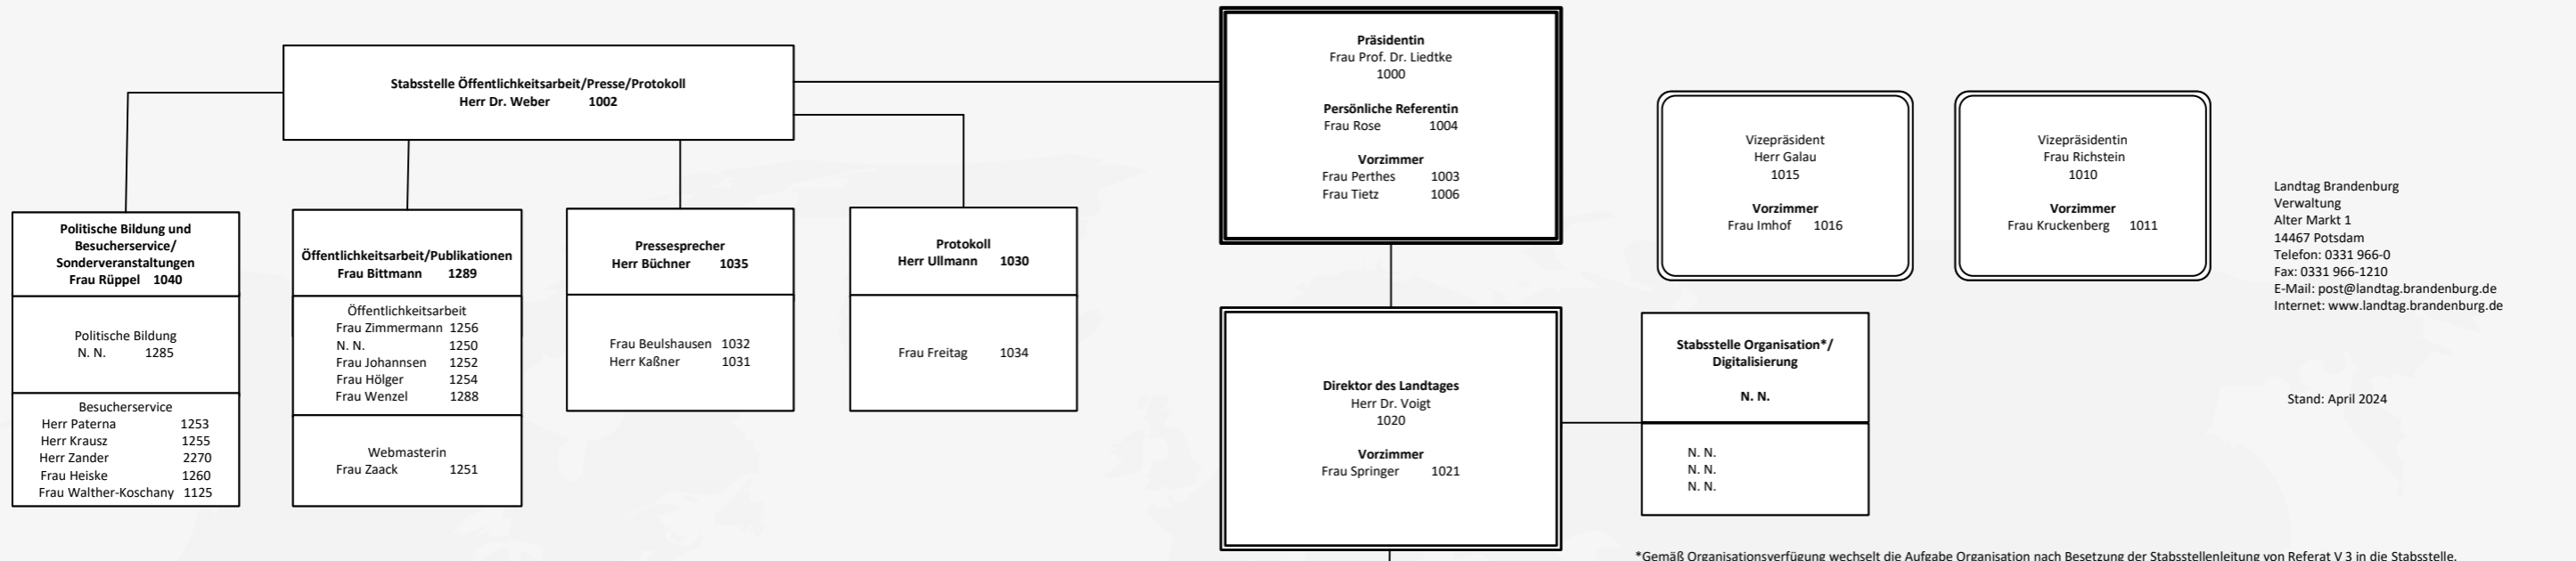 Stabsstelle Öffentlichkeitsarbeit/Presse/Protokoll
Herr Dr. Weber 1002
Politische Bildung und
Besucherservice/
Sonderveranstaltungen
Frau Rüppel 1040
Politische Bildung
N. N. 1285
Besucherservice
Herr Paterna 1253
Herr Krausz 1255
Herr Zander 2270
Frau Heiske 1260
Frau Walther-Koschany 1125
Öffentlichkeitsarbeit/Publikationen
Frau Bittmann 1289
Öffentlichkeitsarbeit
Frau Zimmermann 1256
N. N. 1250
Frau Johannsen 1252
Frau Hölger 1254
Frau Wenzel 1288
Webmasterin
Frau Zaack 1251
Pressesprecher
Herr Büchner 1035
Frau Beulshausen 1032
Herr Kaßner 1031
Protokoll
Herr Ullmann 1030
Frau Freitag 1034
Präsidentin
Frau Prof. Dr. Liedtke
1000
Persönliche Referentin
Frau Rose 1004
Vorzimmer
Frau Perthes 1003
Frau Tietz 1006
Vizepräsident
Herr Galau
1015
Vorzimmer
Frau Imhof 1016
Vizepräsidentin
Frau Richstein
1010
Vorzimmer
Frau Kruckenberg 1011
Landtag Brandenburg
Verwaltung
Alter Markt 1
14467 Potsdam
Telefon: 0331 966-0
Fax: 0331 966-1210
E-Mail: post@landtag.brandenburg.de
Internet: www.landtag.brandenburg.de
Direktor des Landtages
Herr Dr. Voigt
1020
Vorzimmer
Frau Springer 1021
Stabsstelle Organisation*/
Digitalisierung
N. N.
N. N.
N. N.
N. N.
Stand: April 2024
*Gemäß Organisationsverfügung wechselt die Aufgabe Organisation nach Besetzung der Stabsstellenleitung von Referat V 3 in die Stabsstelle.